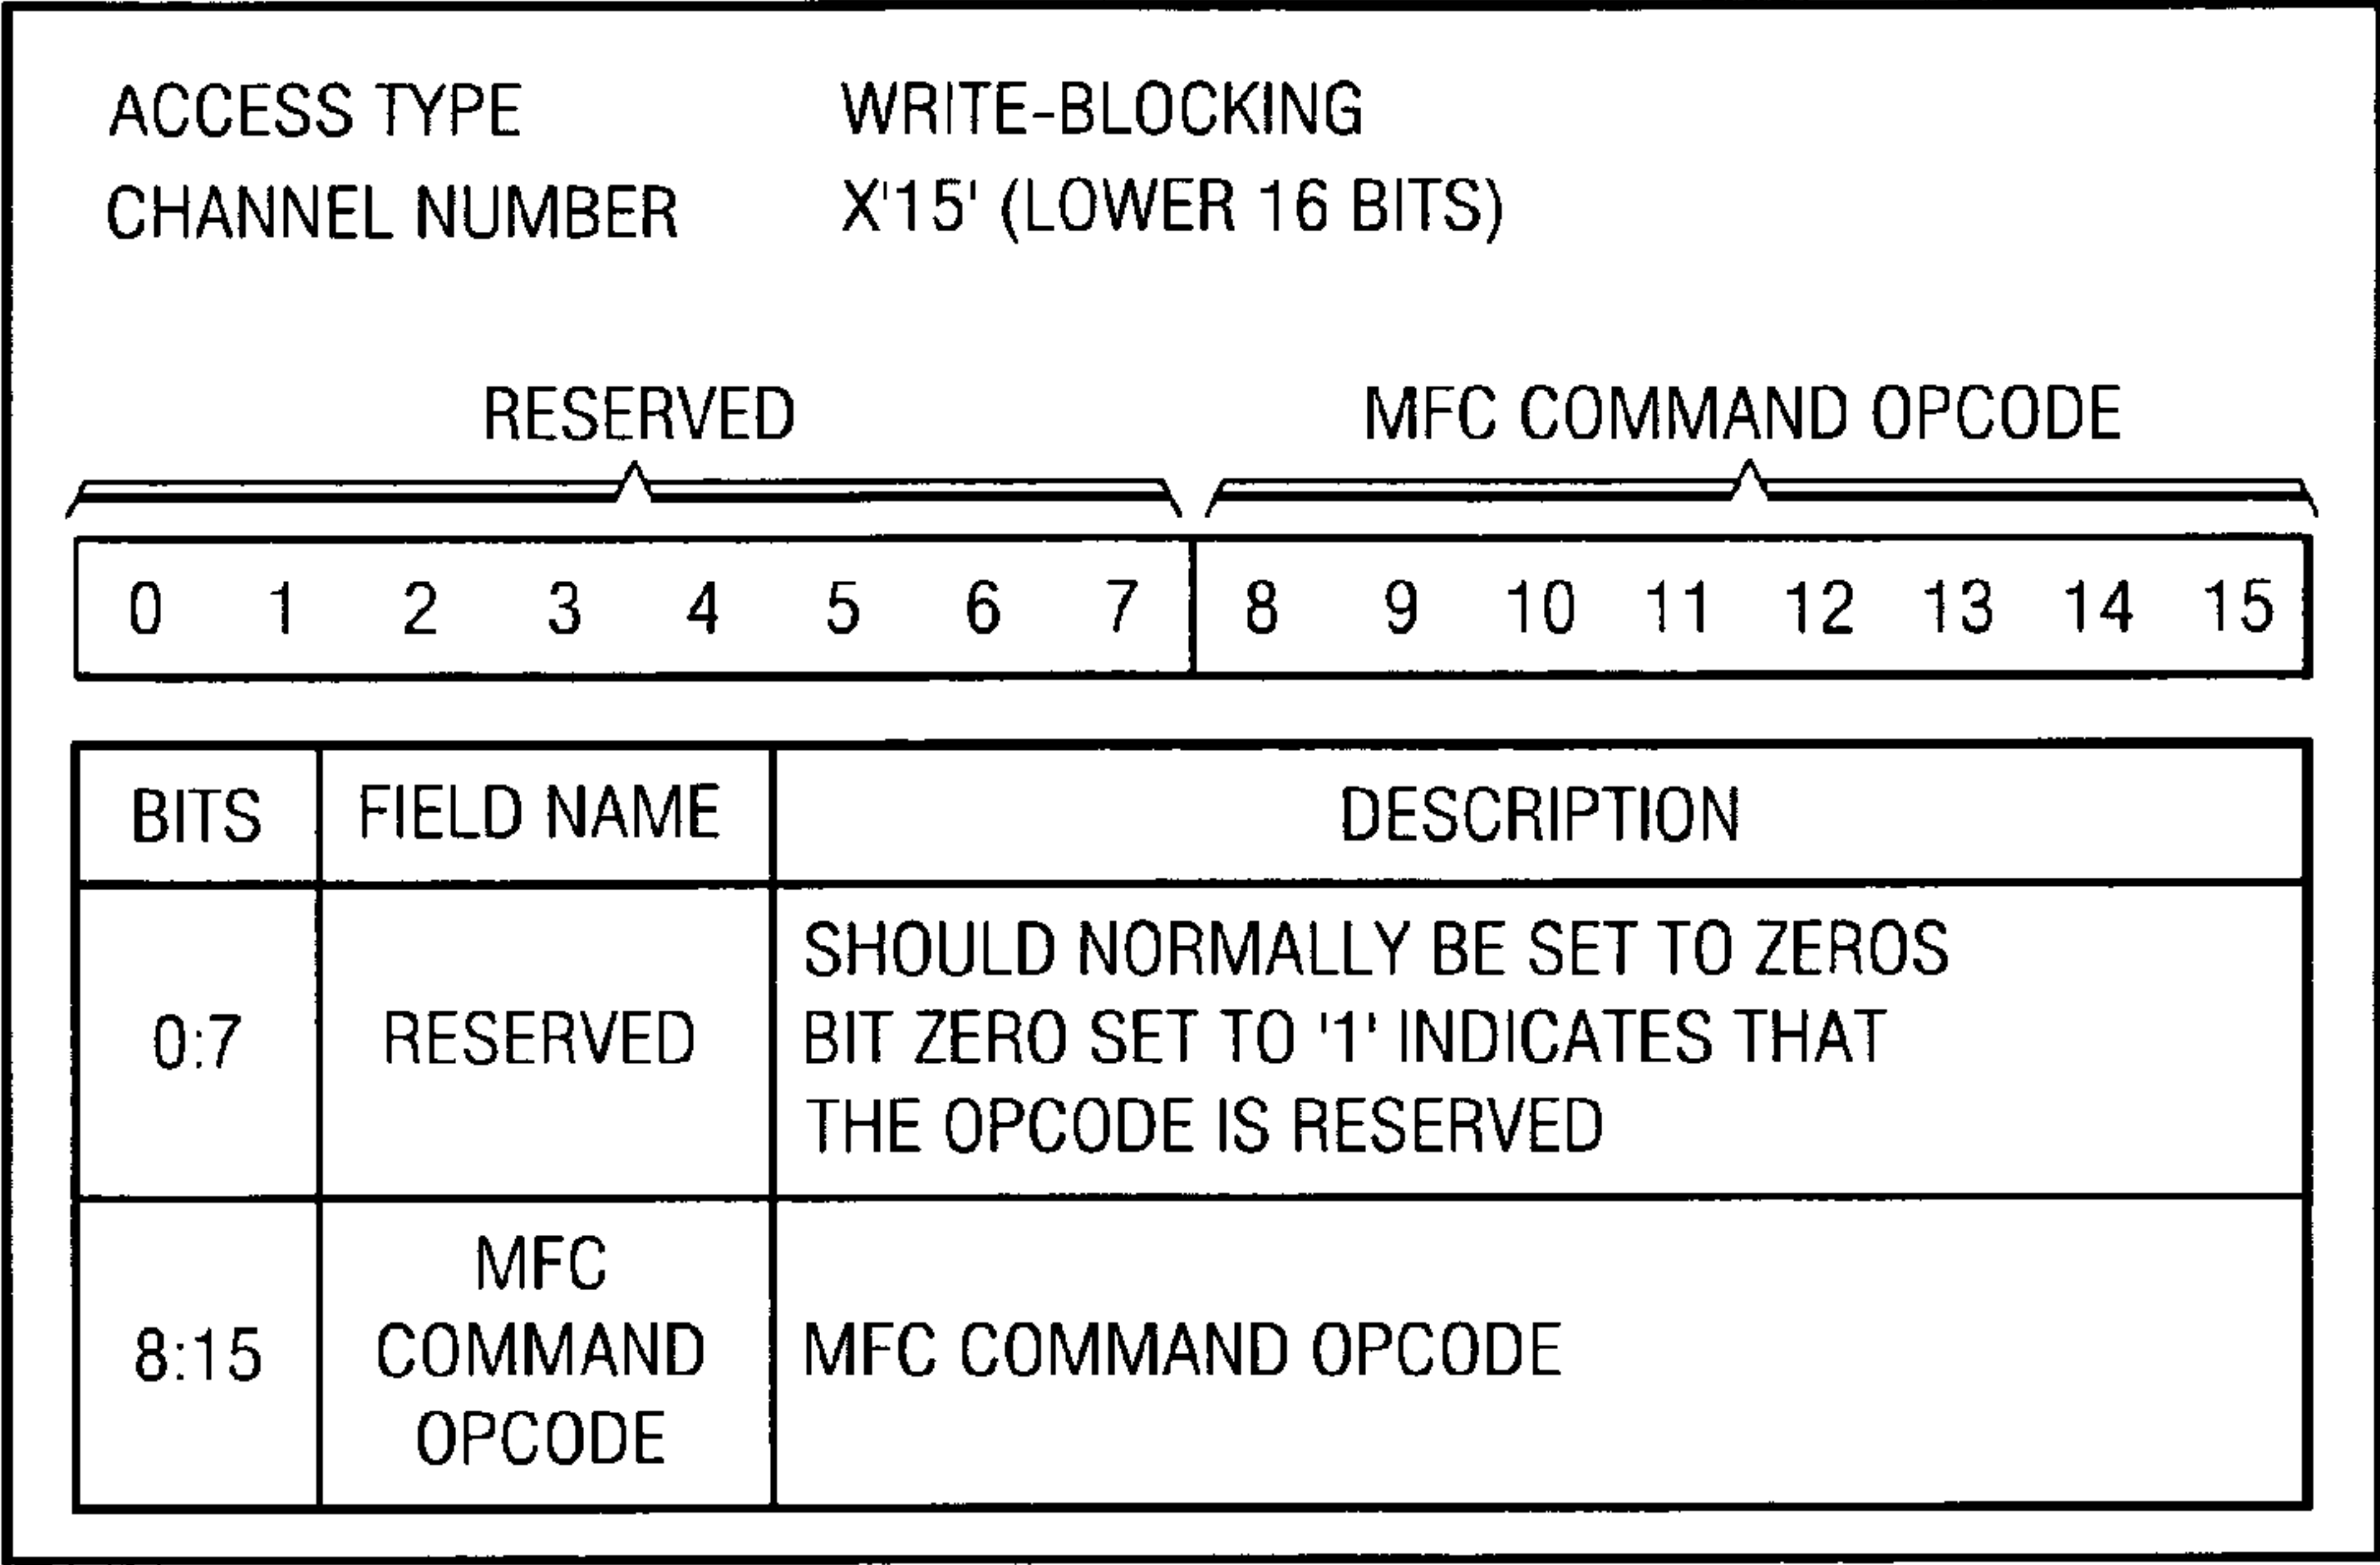 ACCESS TYPE WRITE-BLOCKING
CHANNEL NUMBER X'15' (LOWER 16 BITS)
RESERVED MFC COMMAND OPCODE
0 1 2 3 4 5 6 7 8 9 10 11 12 13 14 15
BITS FIELD NAME DESCRIPTION
0:7 RESERVED SHOULD NORMALLY BE SET TO ZEROS
BIT ZERO SET TO '1' INDICATES THAT
THE OPCODE IS RESERVED
8:15 MFC
COMMAND
OPCODE
MFC COMMAND OPCODE